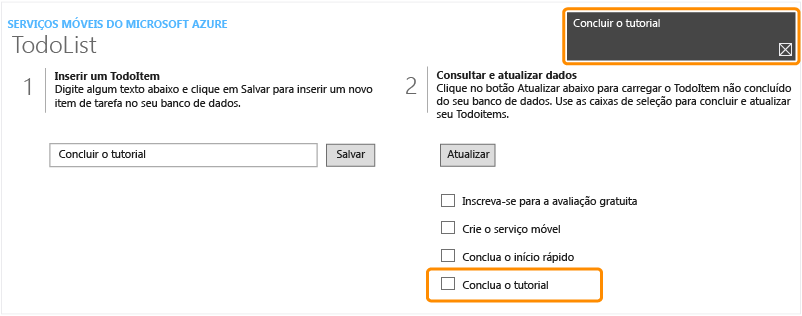 SERVIÇOS MÓVEIS DO MICROSOFT AZURE
TodoList
Concluir o tutorial
1
Inserir um TodoItem
Digite algum texto abaixo e clique em Salvar para inserir um novo
item de tarefa no seu banco de dados.
Concluir o tutorial
Salvar
2
Consultar e atualizar dados
Clique no botão Atualizar abaixo para carregar o TodoItem não concluído
do seu banco de dados. Use as caixas de seleção para concluir e atualizar
seu Todoitems.
Atualizar
Inscreva-se para a avaliação gratuita
Crie o serviço móvel
Conclua o início rápido
Conclua o tutorial